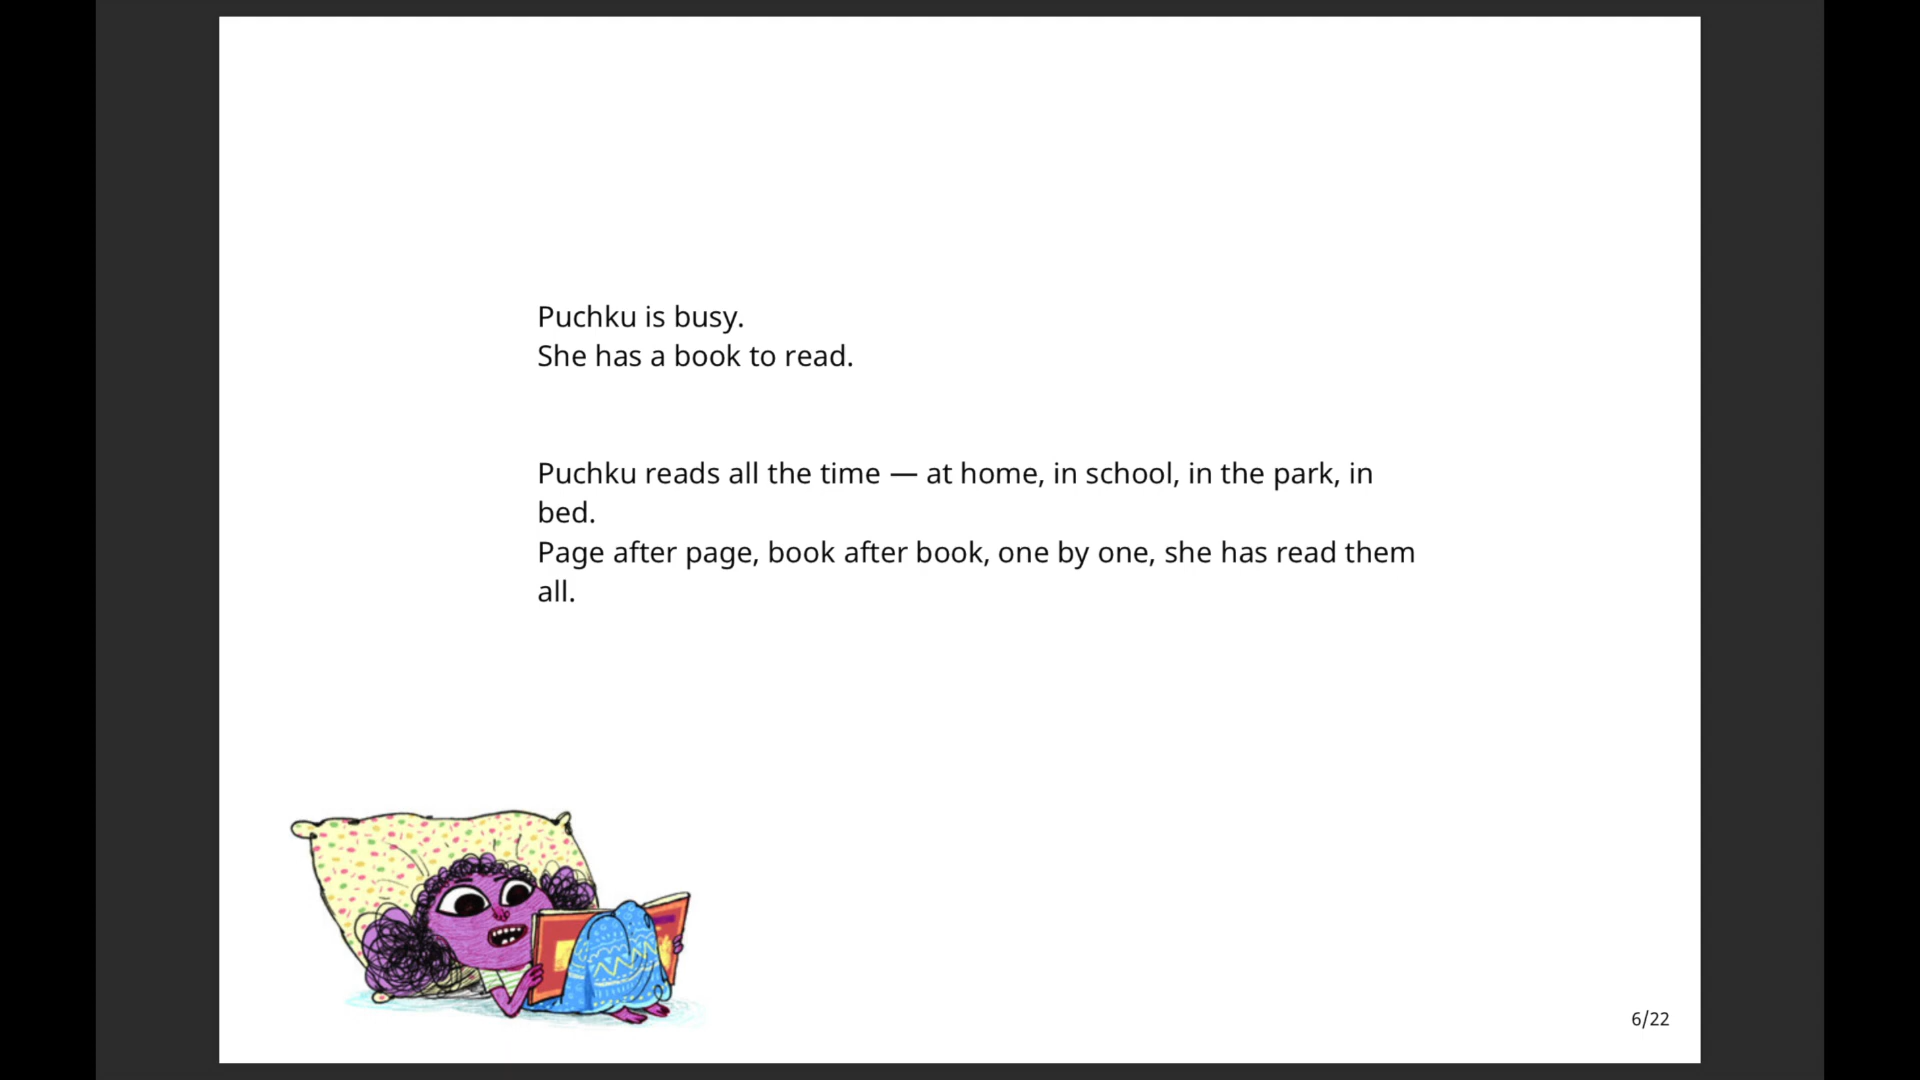 Puchku is busy.
She has a book to read.
Puchku reads all the time — at home, in school, in the park, in
bed.
Page after page, book after book, one by one, she has read them
all.
6/22